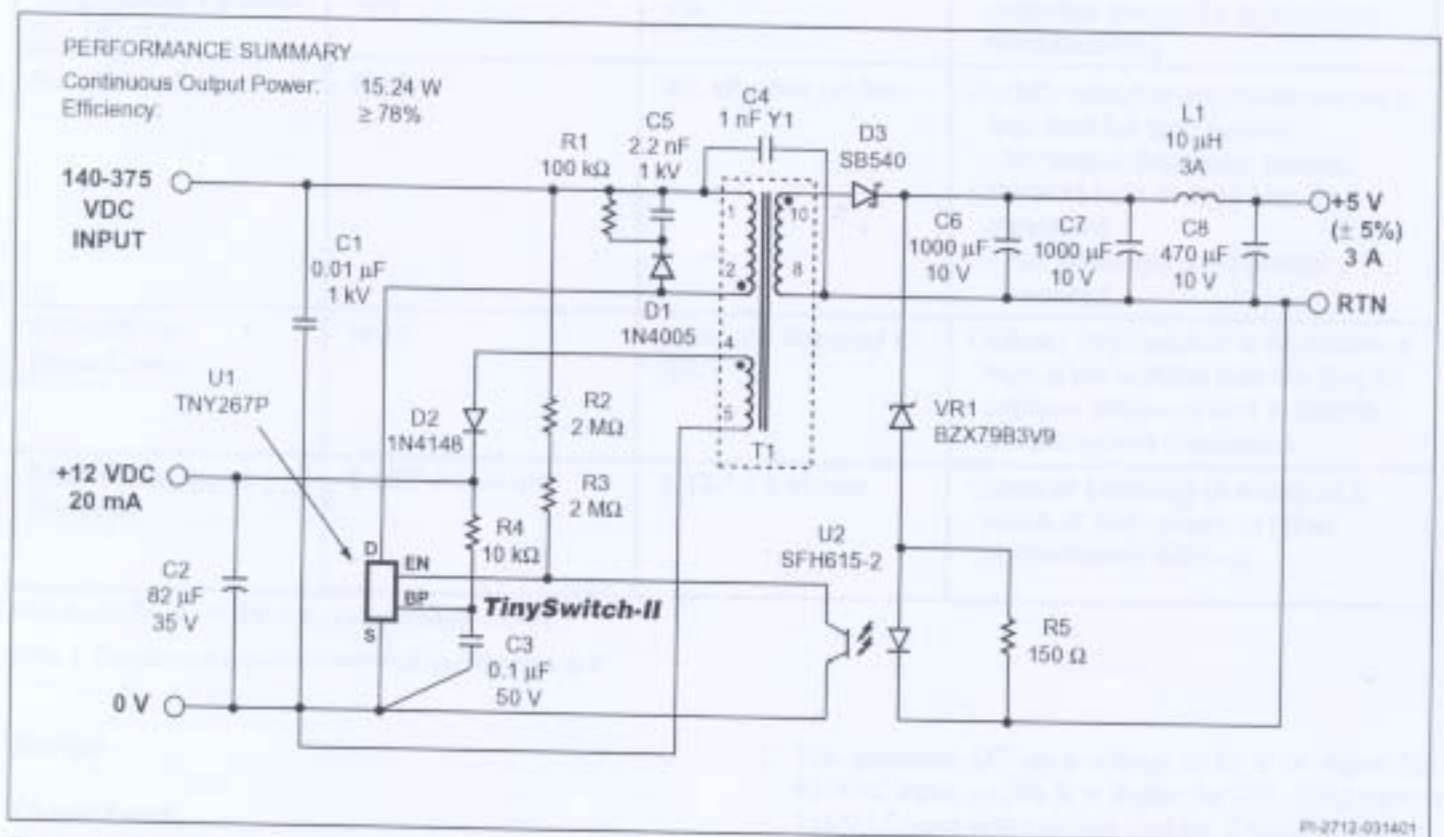 PERFORMANCE SUMMARY
Continuous Output Power: 15.24 W
Efficiency: ≥ 78%
C4
1 nF Y1
C5
2.2 nF
1 kV
R1
100 kΩ
D3
SB540
L1
10 µH
3A
140-375
VDC
INPUT
+5 V
(± 5%)
3 A
1
10
2
8
C6
1000 µF
10 V
C7
1000 µF
10 V
C8
470 µF
10 V
C1
0.01 µF
1 kV
RTN
D1
1N4005
4
5
T1
U1
TNY267P
D2
1N4148
R2
2 MΩ
VR1
BZX79B3V9
+12 VDC
20 mA
R3
2 MΩ
R4
10 kΩ
U2
SFH615-2
D
EN
BP
S
TinySwitch-II
C2
82 µF
35 V
C3
0.1 µF
50 V
R5
150 Ω
0 V
PI-2712-031401